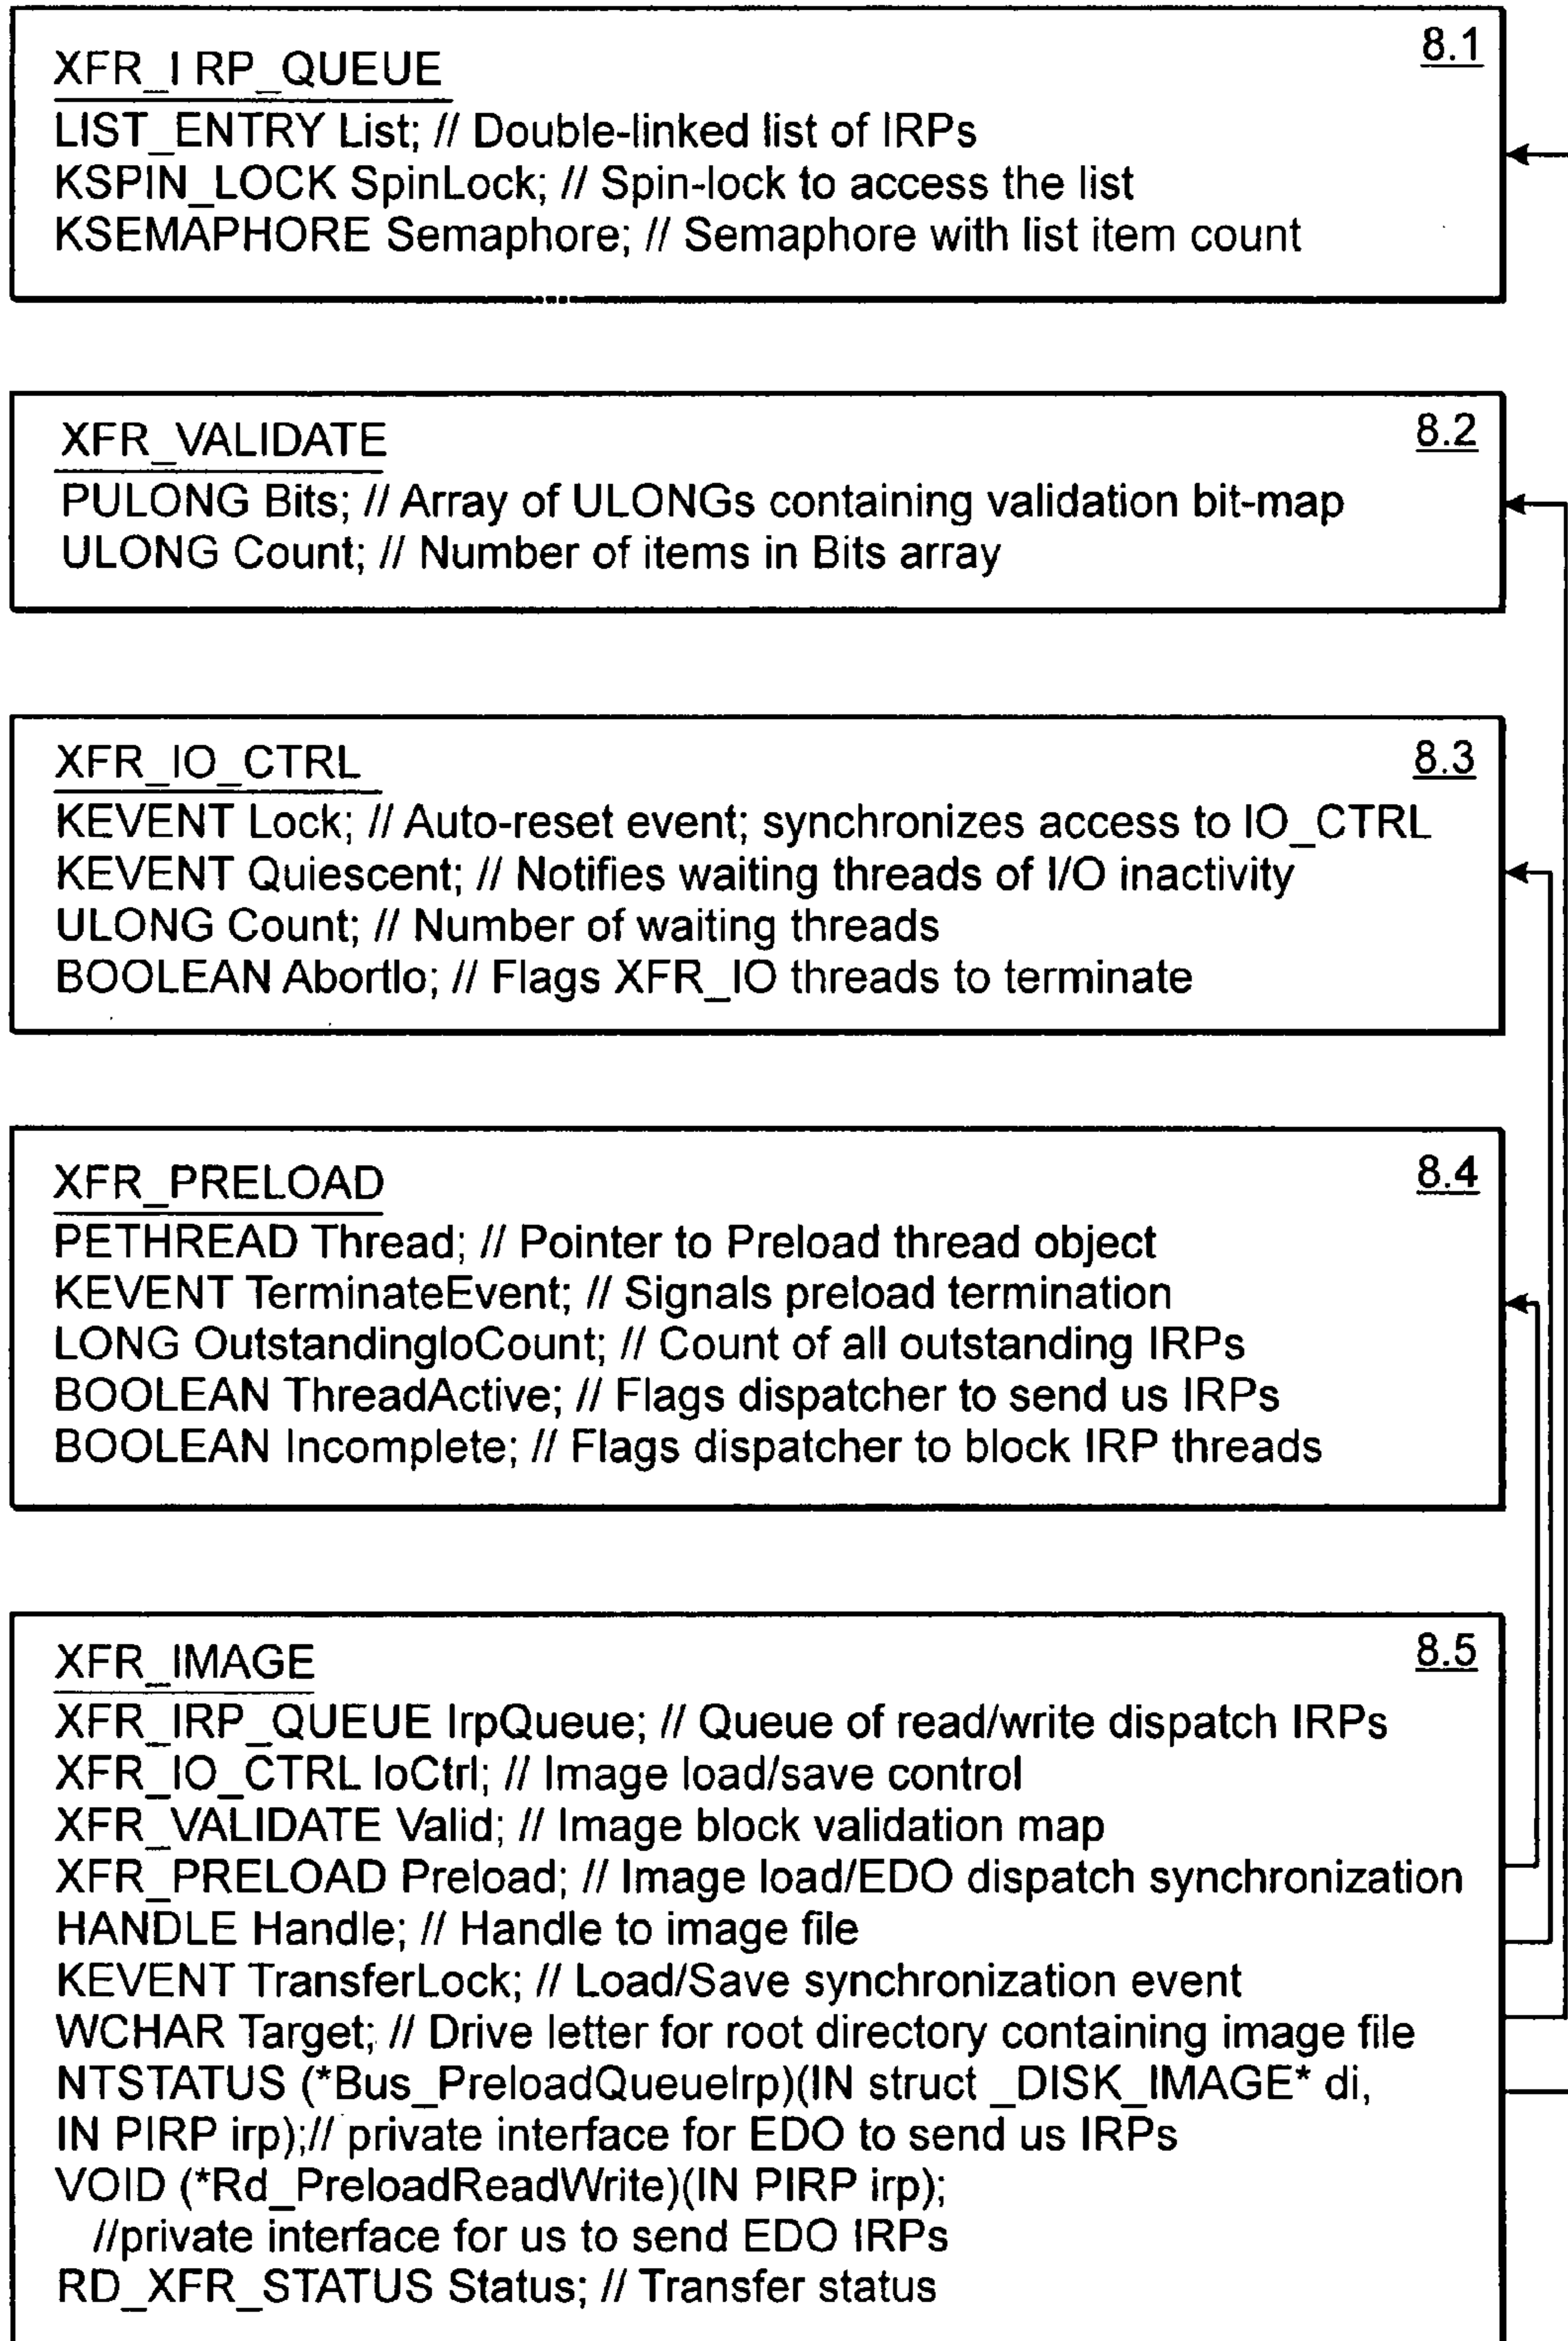 8.1
XFR_I RP_QUEUE
LIST_ENTRY List; // Double-linked list of IRPs
KSPIN_LOCK SpinLock; // Spin-lock to access the list
KSEMAPHORE Semaphore; // Semaphore with list item count
8.2
XFR_VALIDATE
PULONG Bits; // Array of ULONGs containing validation bit-map
ULONG Count; // Number of items in Bits array
8.3
XFR_IO_CTRL
KEVENT Lock; // Auto-reset event; synchronizes access to IO_CTRL
KEVENT Quiescent; // Notifies waiting threads of I/O inactivity
ULONG Count; // Number of waiting threads
BOOLEAN AbortIo; // Flags XFR_IO threads to terminate
8.4
XFR_PRELOAD
PETHREAD Thread; // Pointer to Preload thread object
KEVENT TerminateEvent; // Signals preload termination
LONG OutstandingIoCount; // Count of all outstanding IRPs
BOOLEAN ThreadActive; // Flags dispatcher to send us IRPs
BOOLEAN Incomplete; // Flags dispatcher to block IRP threads
8.5
XFR_IMAGE
XFR_IRP_QUEUE IrpQueue; // Queue of read/write dispatch IRPs
XFR_IO_CTRL IoCtrl; // Image load/save control
XFR_VALIDATE Valid; // Image block validation map
XFR_PRELOAD Preload; // Image load/EDO dispatch synchronization
HANDLE Handle; // Handle to image file
KEVENT TransferLock; // Load/Save synchronization event
WCHAR Target; // Drive letter for root directory containing image file
NTSTATUS (*Bus_PreloadQueueIrp)(IN struct _DISK_IMAGE* di,
IN PIRP irp);// private interface for EDO to send us IRPs
VOID (*Rd_PreloadReadWrite)(IN PIRP irp);
//private interface for us to send EDO IRPs
RD_XFR_STATUS Status; // Transfer status